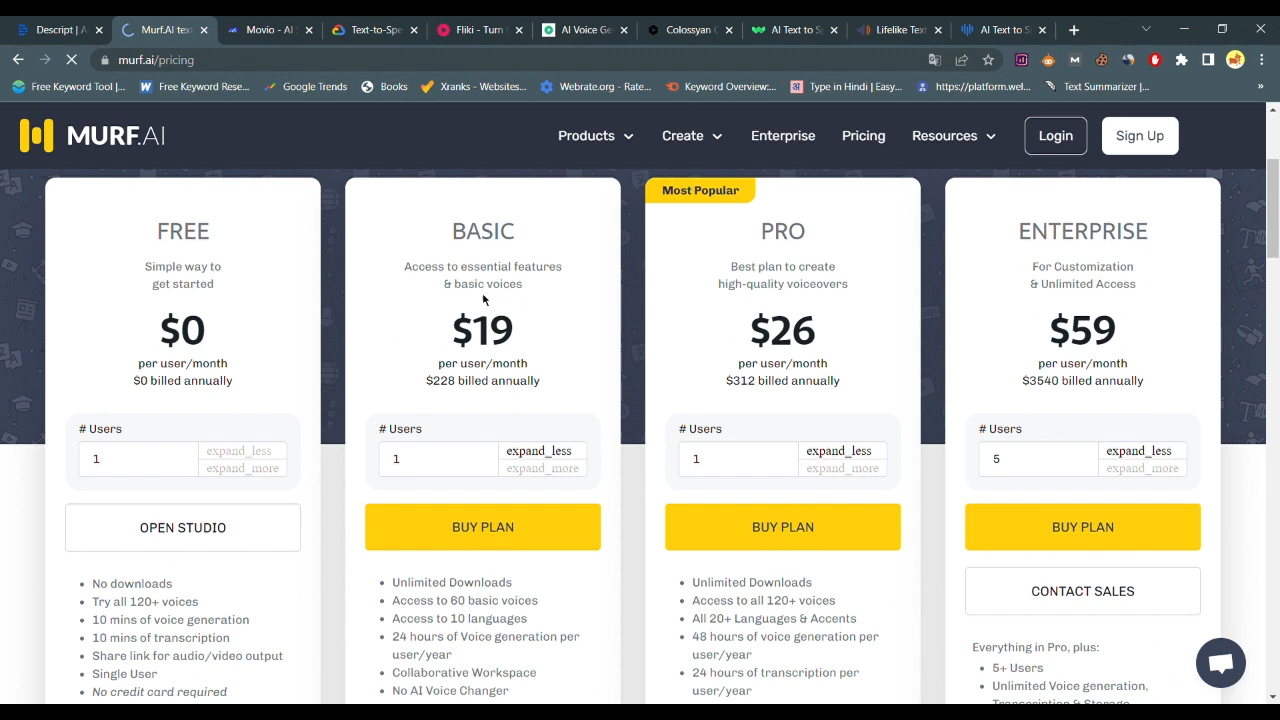 Descript | A
Murf.AI tex
Movio - AI
Text-to-Spe
Fliki - Turn
AI Voice Ge
Colossyan
AI Text to Sp
Lifelike Text
AI Text to Sp
murf.ai/pricing
Free Keyword Tool |...
Free Keyword Rese...
Google Trends
Books
Xranks - Websites...
Webrate.org - Rate...
Keyword Overview:...
Type in Hindi | Easy...
https://platform.wel...
Text Summarizer |...
»
MURF.AI
Products
Create
Enterprise
Pricing
Resources
Login
Sign Up
FREE
Simple way to
get started
$0
per user/month
$0 billed annually
# Users
1
expand_less
expand_more
OPEN STUDIO
• No downloads
• Try all 120+ voices
• 10 mins of voice generation
• 10 mins of transcription
• Share link for audio/video output
• Single User
• No credit card required
BASIC
Access to essential features
& basic voices
$19
per user/month
$228 billed annually
# Users
1
expand_less
expand_more
BUY PLAN
• Unlimited Downloads
• Access to 60 basic voices
• Access to 10 languages
• 24 hours of Voice generation per
user/year
• Collaborative Workspace
• No AI Voice Changer
Most Popular
PRO
Best plan to create
high-quality voiceovers
$26
per user/month
$312 billed annually
# Users
1
expand_less
expand_more
BUY PLAN
• Unlimited Downloads
• Access to all 120+ voices
• All 20+ Languages & Accents
• 48 hours of voice generation per
user/year
• 24 hours of transcription per
user/year
ENTERPRISE
For Customization
& Unlimited Access
$59
per user/month
$3540 billed annually
# Users
5
expand_less
expand_more
BUY PLAN
CONTACT SALES
Everything in Pro, plus:
• 5+ Users
• Unlimited Voice generation,
Transcription & Storage